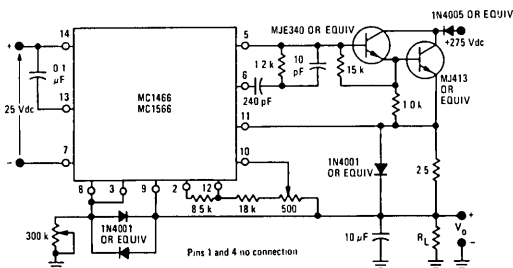 1N4005 OR EQUIV
MJE340 OR EQUIV
+275 Vdc
14
5
+
0.1
μF
12 k
10
pF
15 k
MJ413
OR
EQUIV
MC1466
MC1566
6
240 pF
1.0 k
25 Vdc
13
11
1N4001
OR EQUIV
25
7
10
-
8
3
9
2
12
8.5 k
18 k
500
+
300 k
1N4001
OR EQUIV
10 μF
RL
Vo
-
Pins 1 and 4 no connection